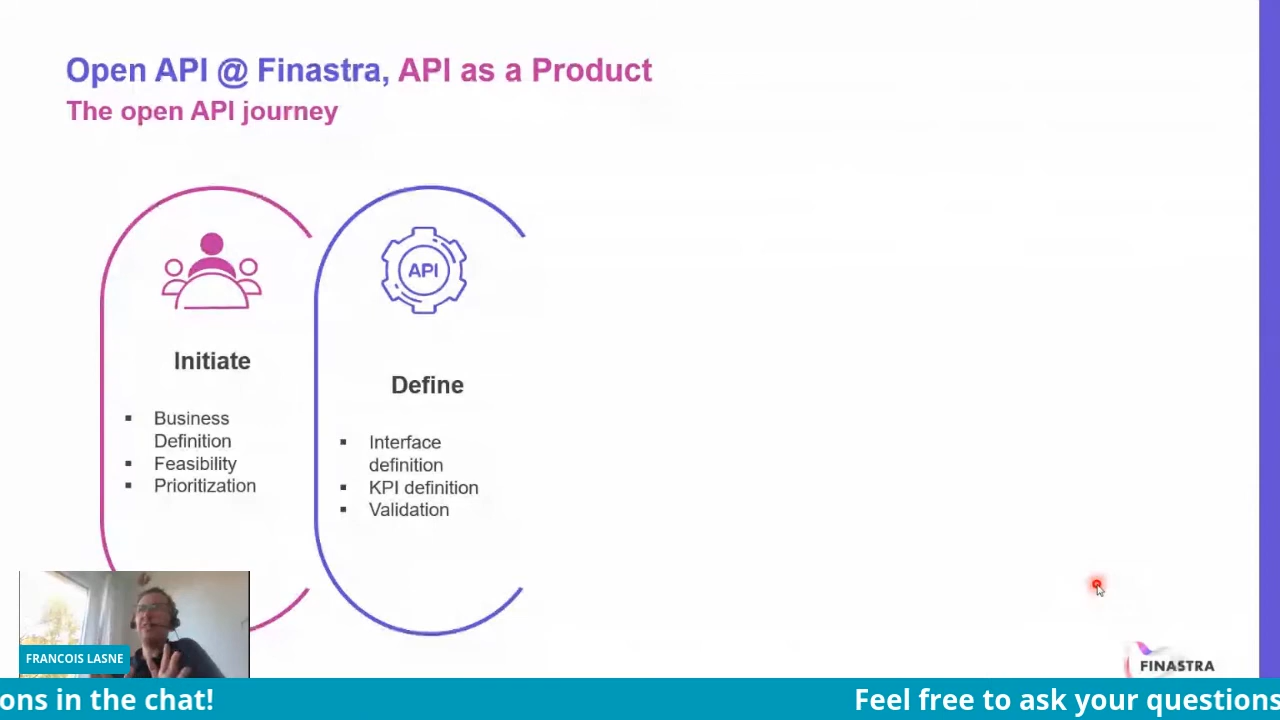 Open API @ Finastra, API as a Product
The open API journey
API
Initiate
▪ Business
Definition
▪ Feasibility
▪ Prioritization
Define
▪ Interface
definition
▪ KPI definition
▪ Validation
FRANCOIS LASNE
FINASTRA
ons in the chat!
Feel free to ask your questions